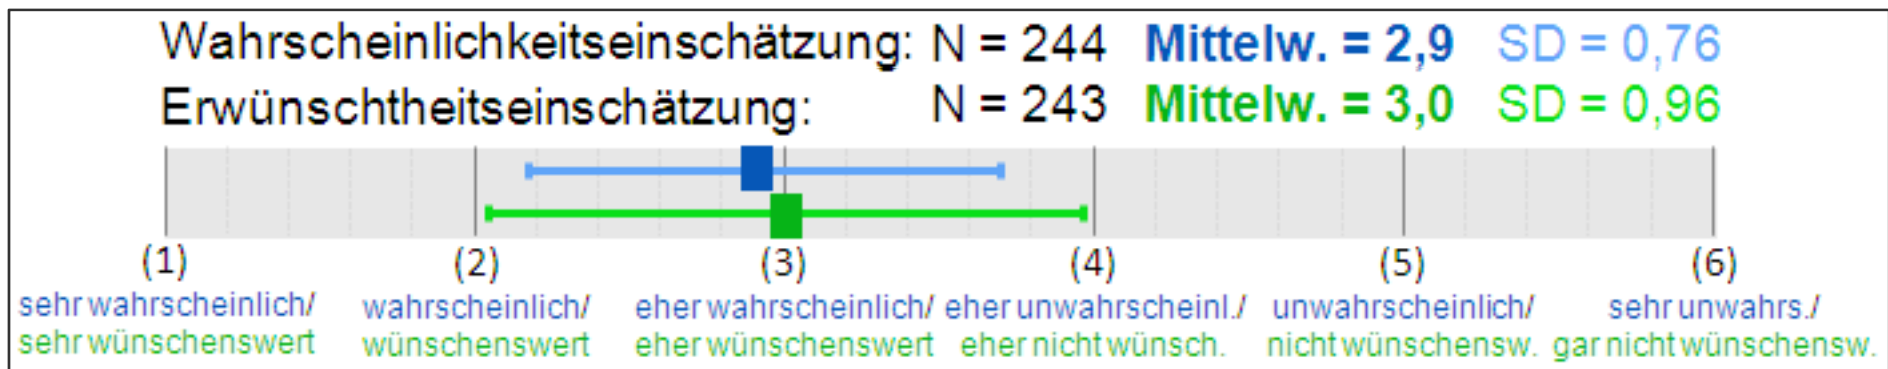 Wahrscheinlichkeitseinschätzung: N = 244 Mittelw. = 2,9 SD = 0,76
Erwünschtheitseinschätzung: N = 243 Mittelw. = 3,0 SD = 0,96
(1) (2) (3) (4) (5) (6)
sehr wahrscheinlich/ wahrscheinlich/ eher wahrscheinlich/ eher unwahrscheinl./ unwahrscheinlich/ sehr unwahrs./
sehr wünschenswert wünschenswert eher wünschenswert eher nicht wünsch. nicht wünschensw. gar nicht wünschensw.